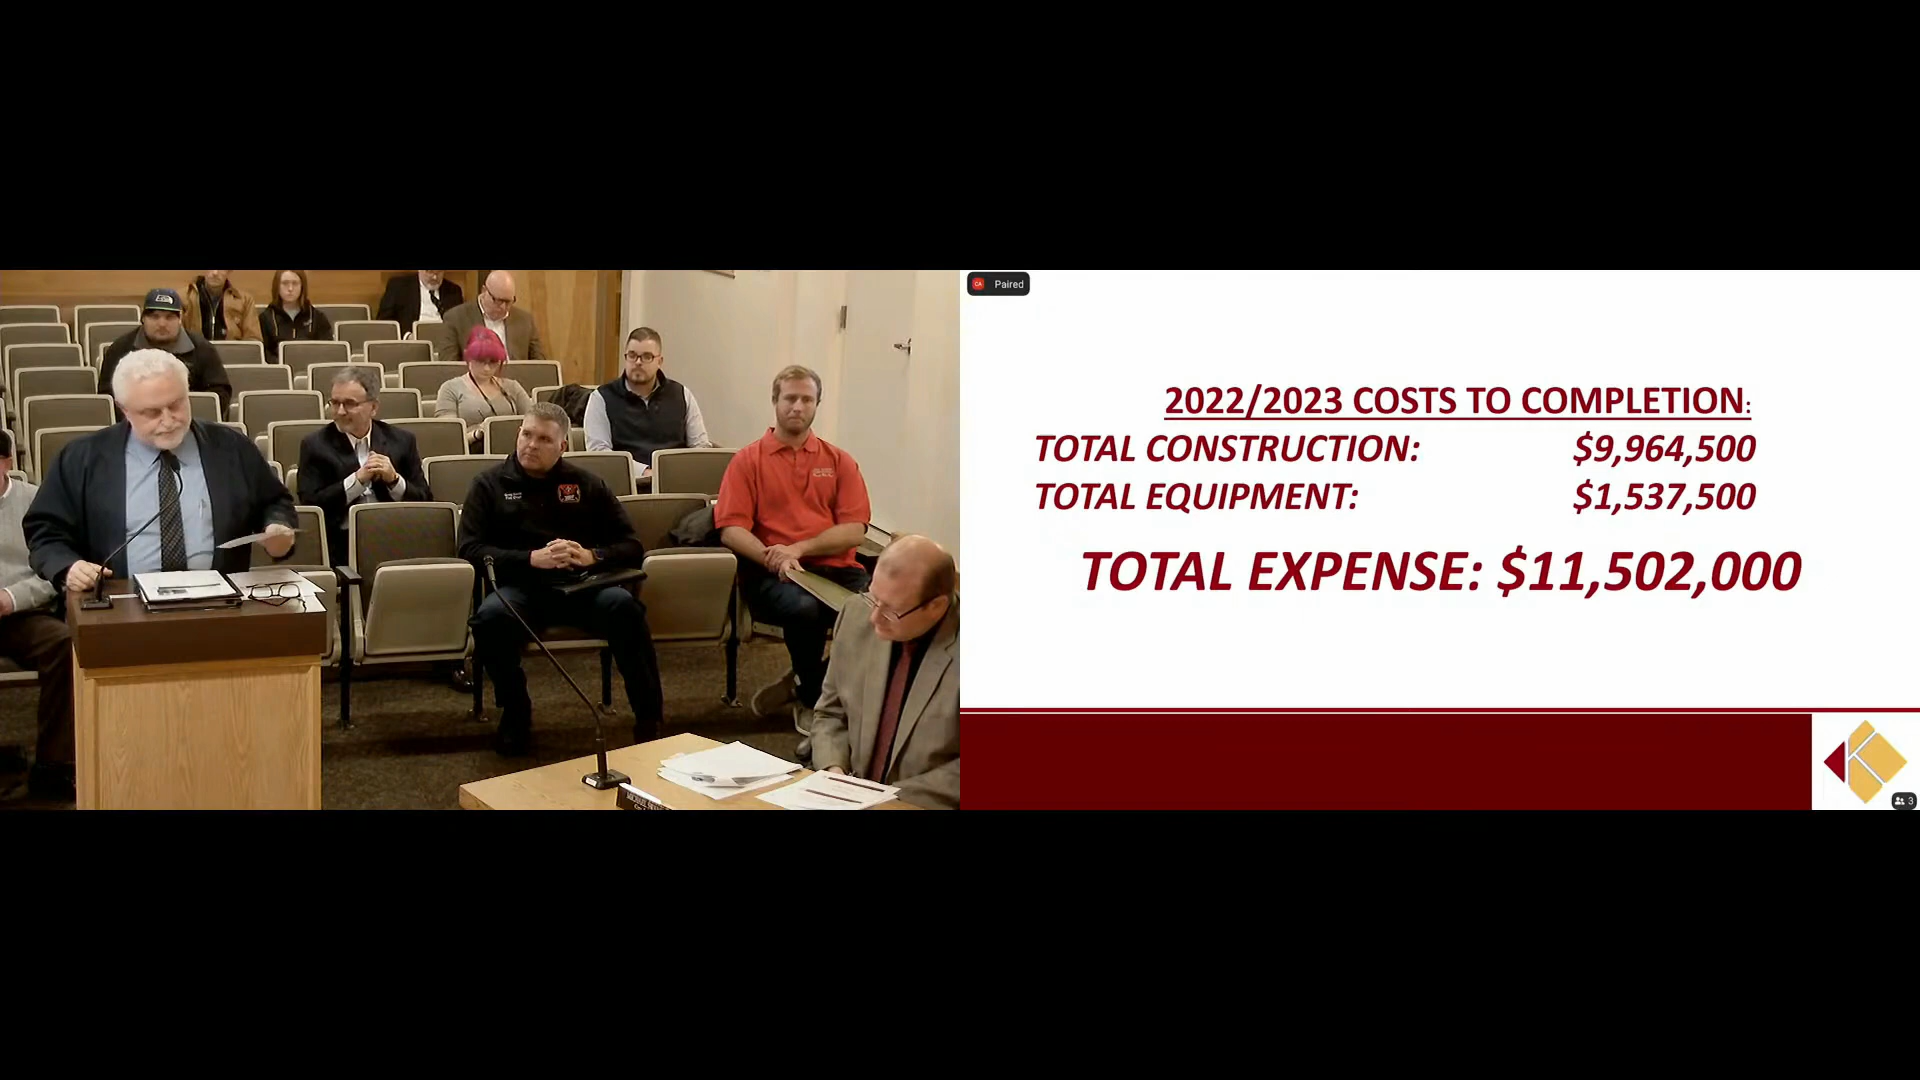 Paired
2022/2023 COSTS TO COMPLETION:
TOTAL CONSTRUCTION: $9,964,500
TOTAL EQUIPMENT: $1,537,500
TOTAL EXPENSE: $11,502,000
3